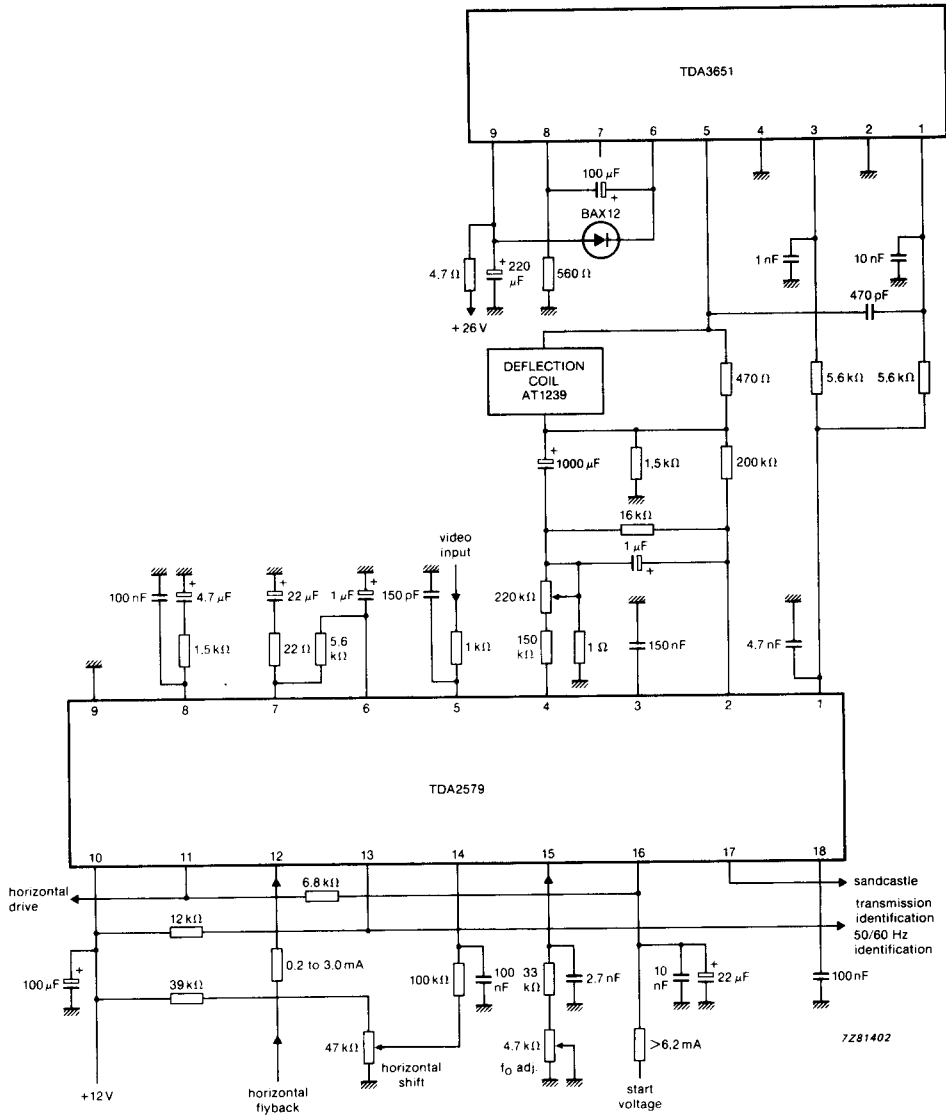 TDA3651
9 8 7 6 5 4 3 2 1
100 µF
+
BAX12
4.7 Ω
+
220
µF
560 Ω
1 nF
10 nF
470 pF
+26 V
DEFLECTION
COIL
AT1239
470 Ω
5.6 kΩ
5.6 kΩ
+
1000 µF
1,5 kΩ
200 kΩ
16 kΩ
video
input
1 µF
+
100 nF
+
4.7 µF
+
22 µF
1 µF
+
150 pF
220 kΩ
1,5 kΩ
22 Ω
5.6
kΩ
1 kΩ
150
kΩ
1 Ω
150 nF
4.7 nF
9 8 7 6 5 4 3 2 1
TDA2579
10 11 12 13 14 15 16 17 18
horizontal
drive
6.8 kΩ
sandcastle
12 kΩ
transmission
identification
50/60 Hz
identification
100 µF
+
0.2 to 3.0 mA
100 kΩ
100
nF
33
kΩ
2.7 nF
10
nF
+
22 µF
100 nF
39 kΩ
47 kΩ
horizontal
shift
4.7 kΩ
fO adj.
>6,2 mA
7Z81402
+12 V
horizontal
flyback
start
voltage